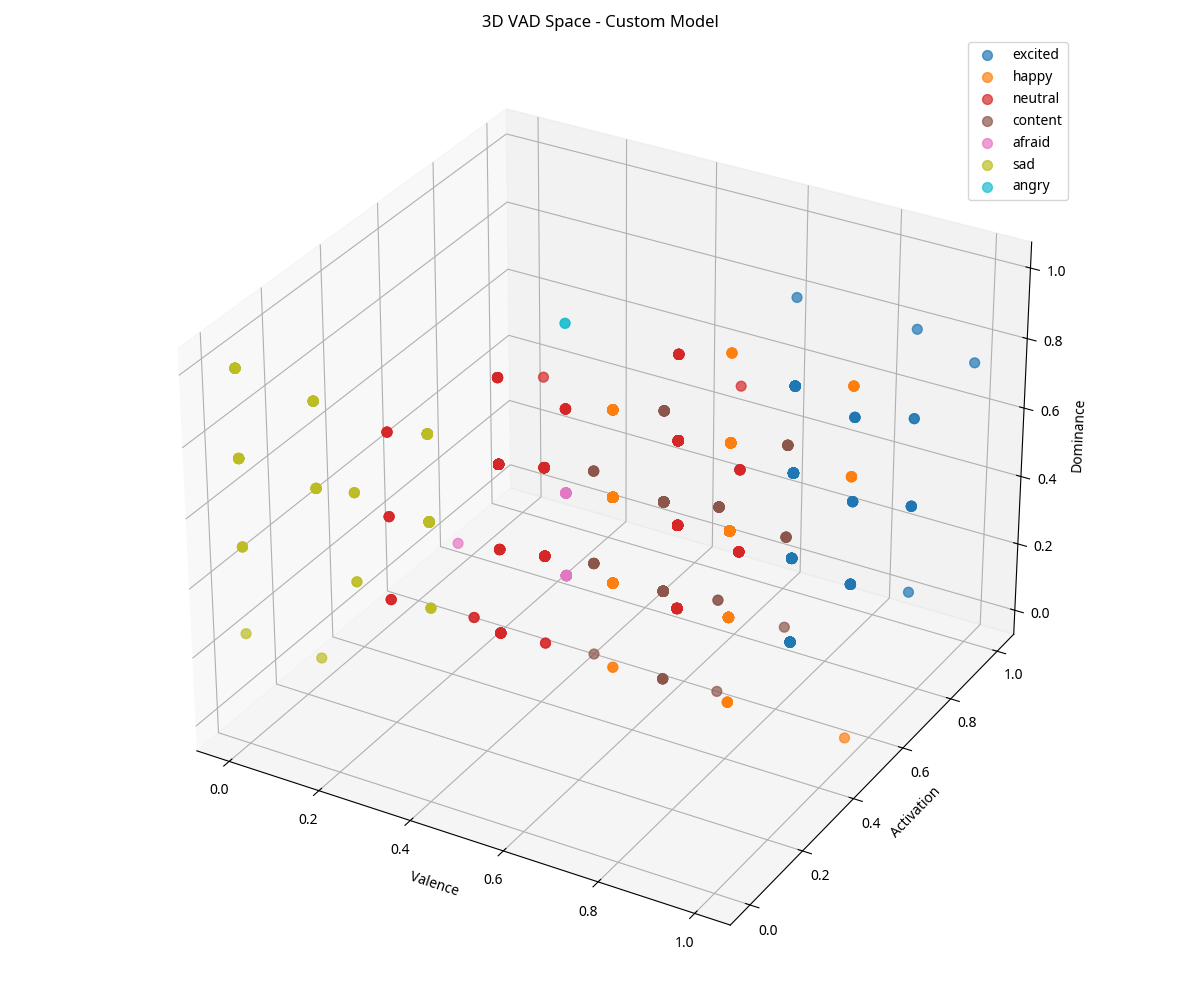 3D VAD Space - Custom Model
excited
happy
neutral
content
afraid
sad
angry
1.0
0.8
0.6
0.4
0.2
0.0
Dominance
0.0
0.2
0.4
0.6
0.8
1.0
Valence
0.0
0.2
0.4
0.6
0.8
1.0
Activation